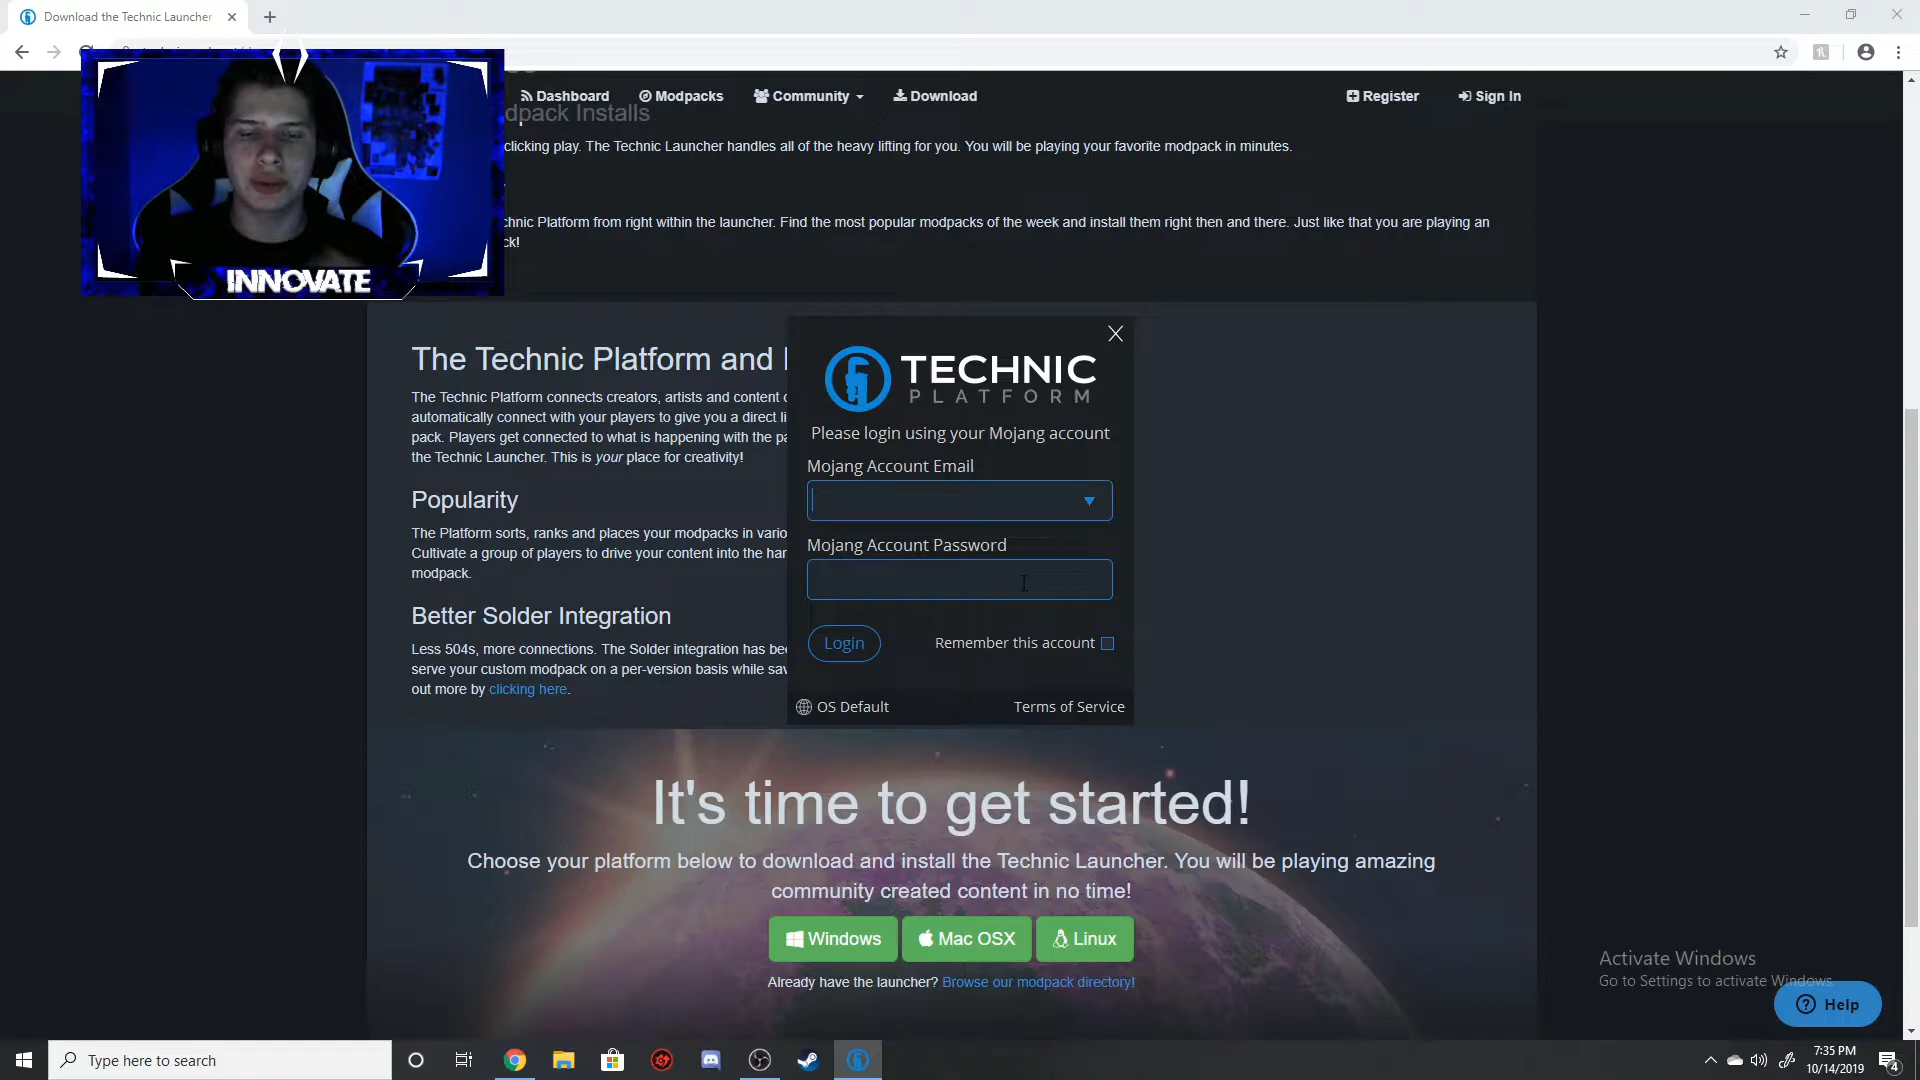 Download the Technic Launcher
Dashboard
Modpacks
Community
Download
Register
Sign In
dpack Installs
clicking play. The Technic Launcher handles all of the heavy lifting for you. You will be playing your favorite modpack in minutes.
chnic Platform from right within the launcher. Find the most popular modpacks of the week and install them right then and there. Just like that you are playing an
ck!
INNOVATE
The Technic Platform and
The Technic Platform connects creators, artists and content
automatically connect with your players to give you a direct
pack. Players get connected to what is happening with the
the Technic Launcher. This is your place for creativity!
Popularity
The Platform sorts, ranks and places your modpacks in
Cultivate a group of players to drive your content into the
modpack.
Better Solder Integration
Less 504s, more connections. The Solder integration has
serve your custom modpack on a per-version basis while
out more by clicking here.
TECHNIC
PLATFORM
Please login using your Mojang account
Mojang Account Email
Mojang Account Password
Login
Remember this account
OS Default
Terms of Service
It's time to get started!
Choose your platform below to download and install the Technic Launcher. You will be playing amazing
community created content in no time!
Windows
Mac OSX
Linux
Already have the launcher? Browse our modpack directory!
Activate Windows
Go to Settings to activate Windows.
Help
Type here to search
7:35 PM
10/14/2019
4